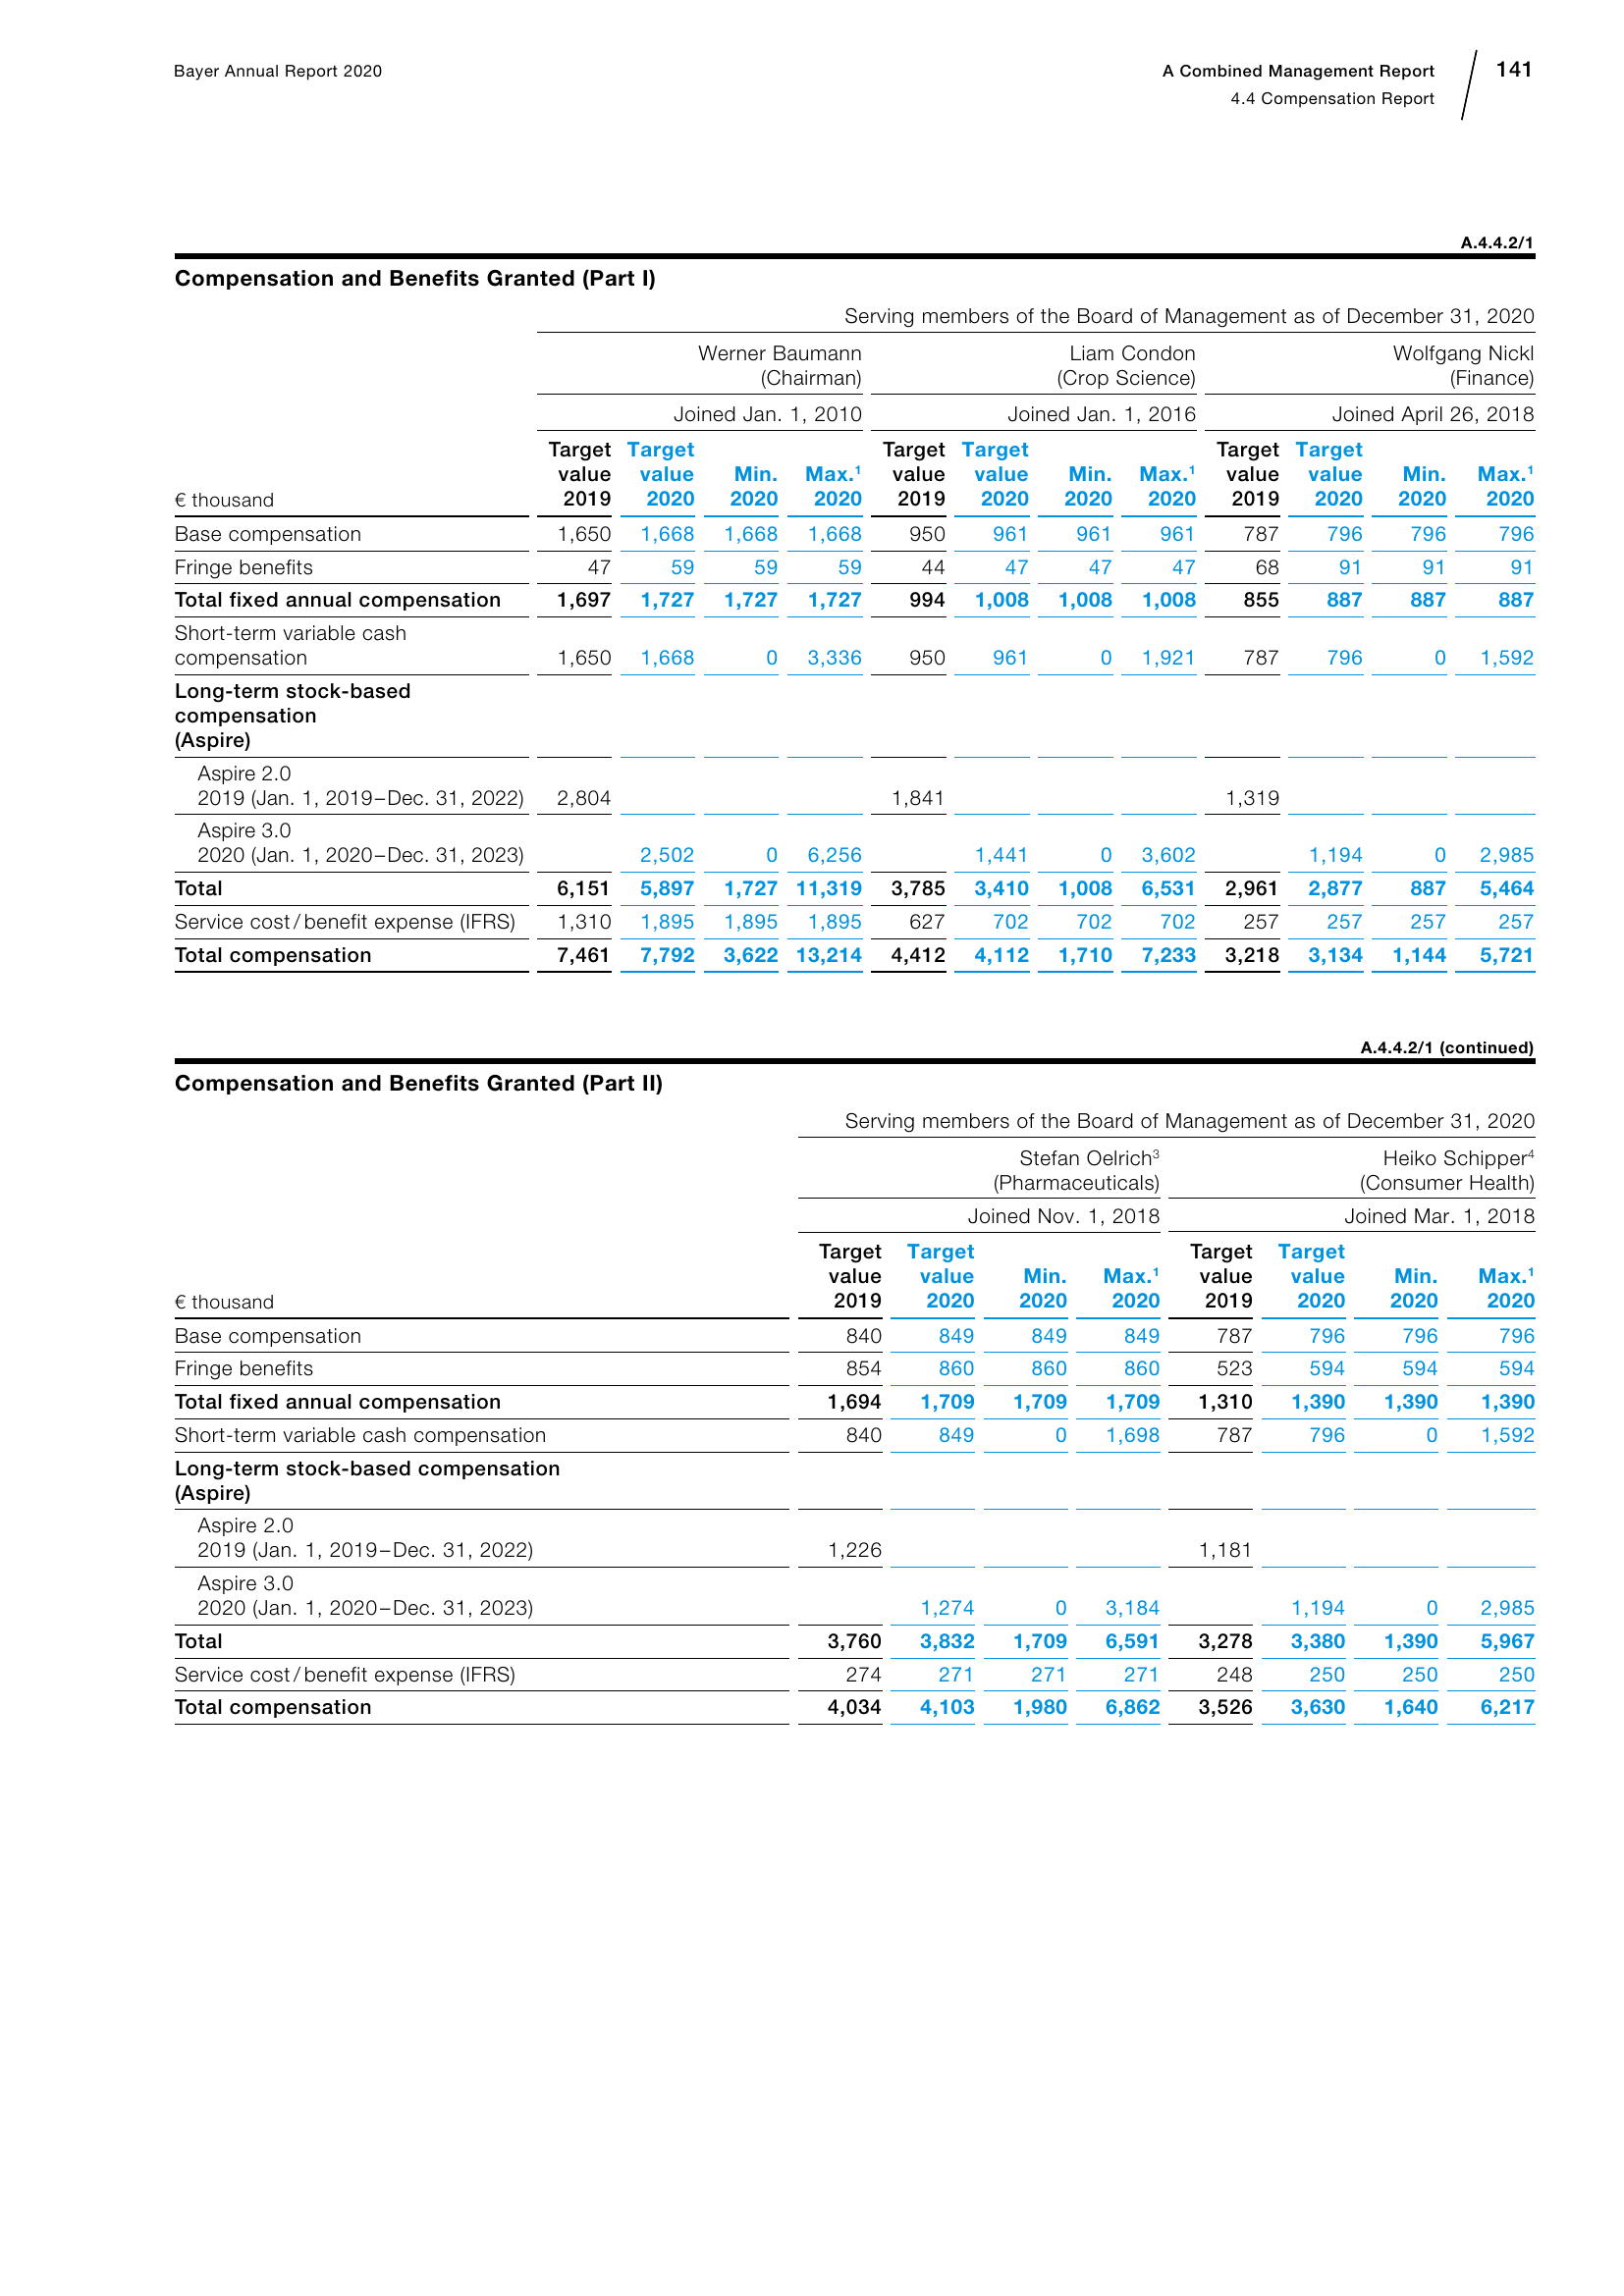 Bayer Annual Report 2020
A Combined Management Report
4.4 Compensation Report
141
A.4.4.2/1
Compensation and Benefits Granted (Part I)
Serving members of the Board of Management as of December 31, 2020
Werner Baumann (Chairman) Liam Condon (Crop Science) Wolfgang Nickl (Finance)
Joined Jan. 1, 2010 Joined Jan. 1, 2016 Joined April 26, 2018
€ thousand Target value 2019 Target value 2020 Min. 2020 Max.¹ 2020 Target value 2019 Target value 2020 Min. 2020 Max.¹ 2020 Target value 2019 Target value 2020 Min. 2020 Max.¹ 2020
Base compensation 1,650 1,668 1,668 1,668 950 961 961 961 787 796 796 796
Fringe benefits 47 59 59 59 44 47 47 47 68 91 91 91
Total fixed annual compensation 1,697 1,727 1,727 1,727 994 1,008 1,008 1,008 855 887 887 887
Short-term variable cash
compensation 1,650 1,668 0 3,336 950 961 0 1,921 787 796 0 1,592
Long-term stock-based
compensation
(Aspire)
Aspire 2.0
2019 (Jan. 1, 2019–Dec. 31, 2022) 2,804 1,841 1,319
Aspire 3.0
2020 (Jan. 1, 2020–Dec. 31, 2023) 2,502 0 6,256 1,441 0 3,602 1,194 0 2,985
Total 6,151 5,897 1,727 11,319 3,785 3,410 1,008 6,531 2,961 2,877 887 5,464
Service cost/benefit expense (IFRS) 1,310 1,895 1,895 1,895 627 702 702 702 257 257 257 257
Total compensation 7,461 7,792 3,622 13,214 4,412 4,112 1,710 7,233 3,218 3,134 1,144 5,721
A.4.4.2/1 (continued)
Compensation and Benefits Granted (Part II)
Serving members of the Board of Management as of December 31, 2020
Stefan Oelrich³ (Pharmaceuticals) Heiko Schipper⁴ (Consumer Health)
Joined Nov. 1, 2018 Joined Mar. 1, 2018
€ thousand Target value 2019 Target value 2020 Min. 2020 Max.¹ 2020 Target value 2019 Target value 2020 Min. 2020 Max.¹ 2020
Base compensation 840 849 849 849 787 796 796 796
Fringe benefits 854 860 860 860 523 594 594 594
Total fixed annual compensation 1,694 1,709 1,709 1,709 1,310 1,390 1,390 1,390
Short-term variable cash compensation 840 849 0 1,698 787 796 0 1,592
Long-term stock-based compensation
(Aspire)
Aspire 2.0
2019 (Jan. 1, 2019–Dec. 31, 2022) 1,226 1,181
Aspire 3.0
2020 (Jan. 1, 2020–Dec. 31, 2023) 1,274 0 3,184 1,194 0 2,985
Total 3,760 3,832 1,709 6,591 3,278 3,380 1,390 5,967
Service cost/benefit expense (IFRS) 274 271 271 271 248 250 250 250
Total compensation 4,034 4,103 1,980 6,862 3,526 3,630 1,640 6,217